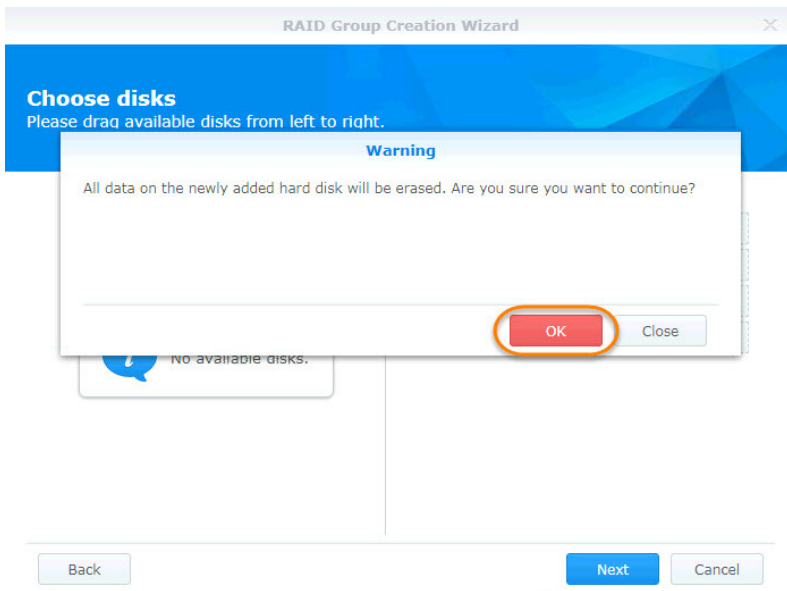 RAID Group Creation Wizard
Choose disks
Please drag available disks from left to right.
Warning
All data on the newly added hard disk will be erased. Are you sure you want to continue?
OK
Close
No available disks.
Back
Next
Cancel